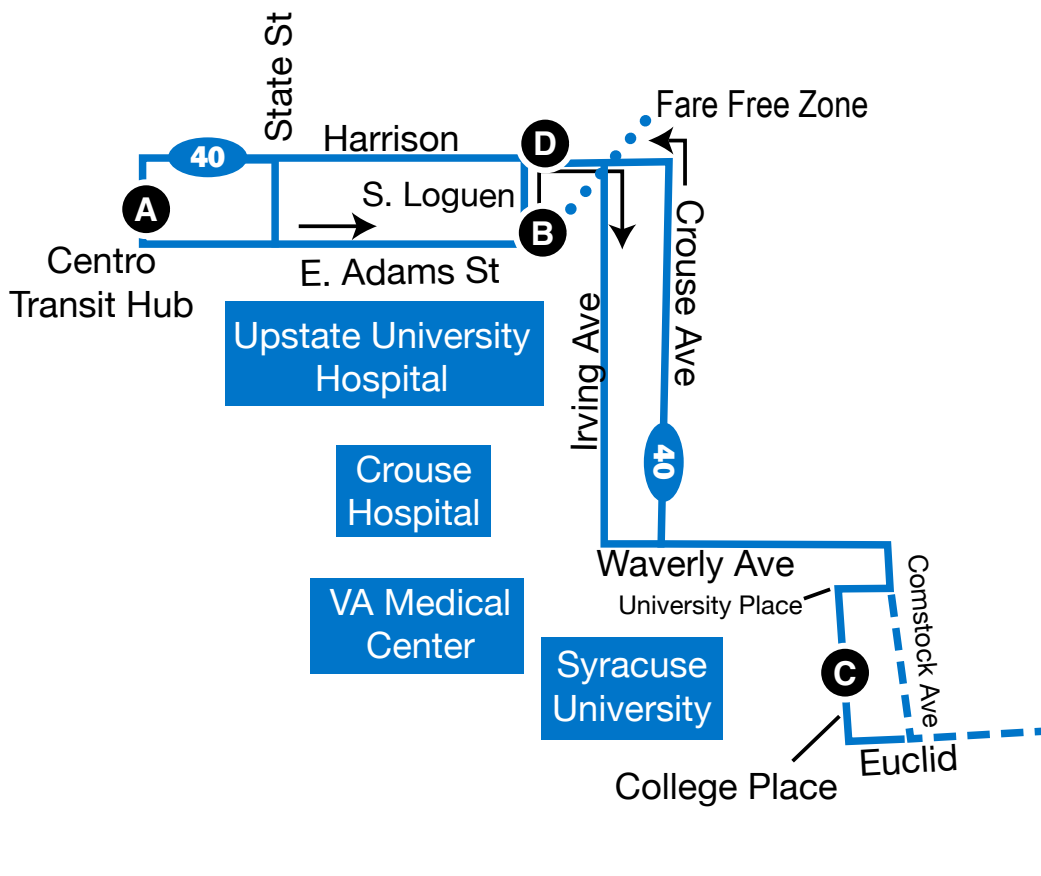 State St
Fare Free Zone
Harrison
D
40
S. Loguen
A
B
Crouse Ave
Centro
Transit Hub
E. Adams St
Upstate University
Hospital
Irving Ave
40
Crouse
Hospital
Waverly Ave
University Place
Comstock Ave
VA Medical
Center
Syracuse
University
C
Euclid
College Place